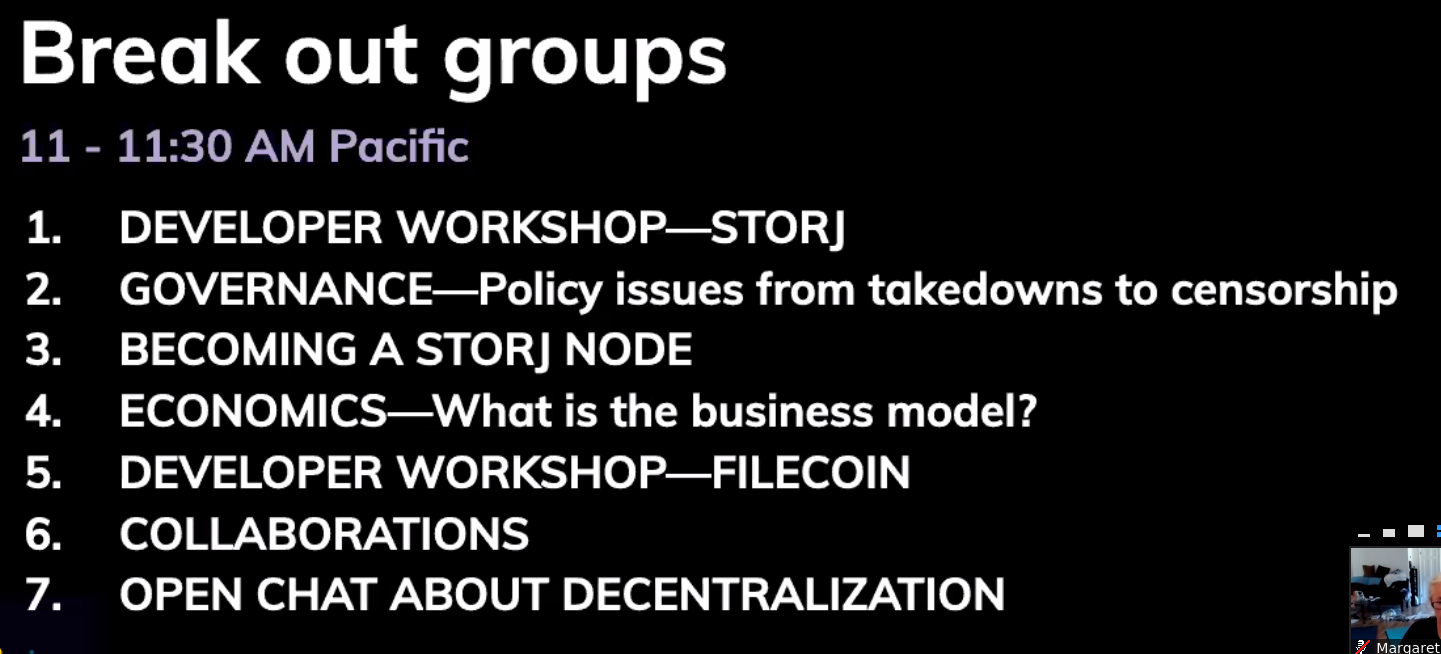 Break out groups
11 - 11:30 AM Pacific
1. DEVELOPER WORKSHOP—STORJ
2. GOVERNANCE—Policy issues from takedowns to censorship
3. BECOMING A STORJ NODE
4. ECONOMICS—What is the business model?
5. DEVELOPER WORKSHOP—FILECOIN
6. COLLABORATIONS
7. OPEN CHAT ABOUT DECENTRALIZATION
Margaret